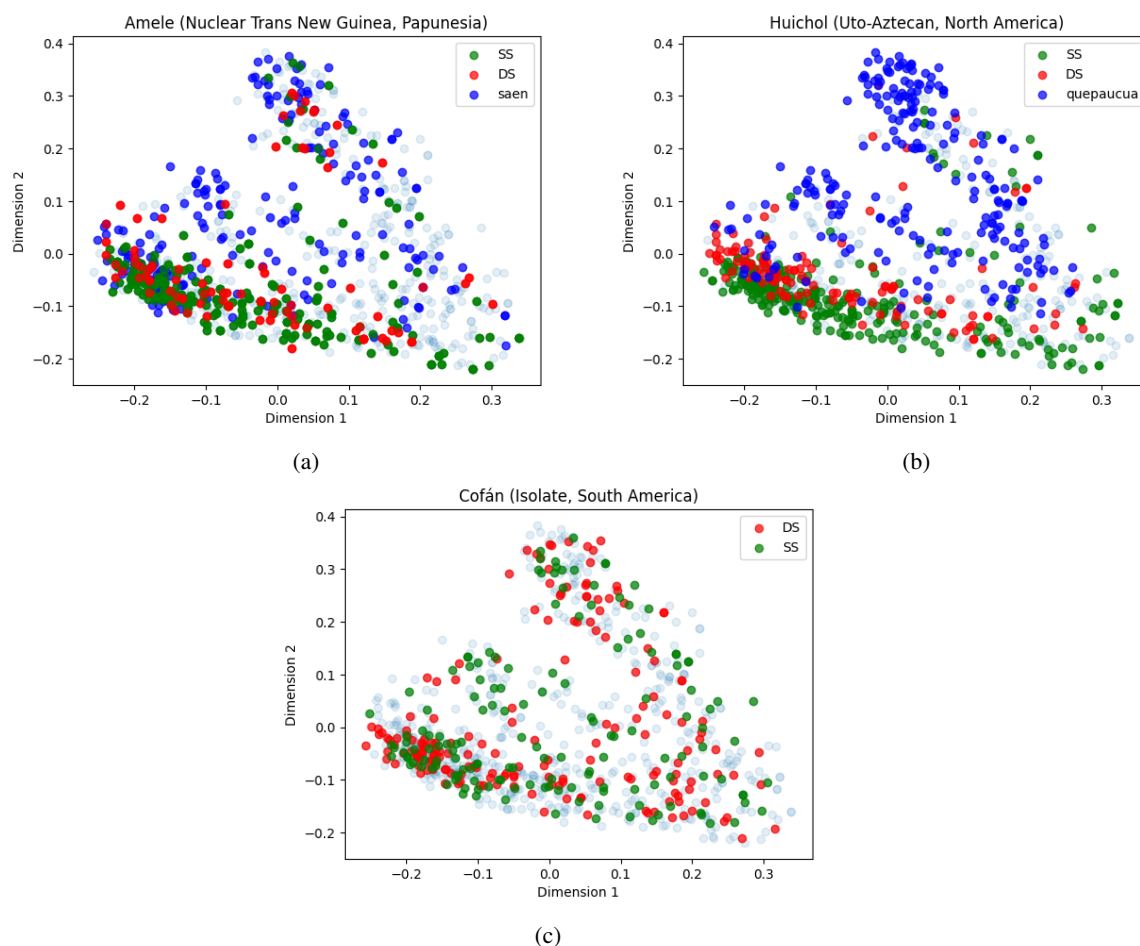 Amele (Nuclear Trans New Guinea, Papunesia)
SS
DS
saen
0.4
0.3
0.2
0.1
0.0
−0.1
−0.2
Dimension 2
−0.2 −0.1 0.0 0.1 0.2 0.3
Dimension 1
(a)
Huichol (Uto-Aztecan, North America)
SS
DS
quepaucua
0.4
0.3
0.2
0.1
0.0
−0.1
−0.2
Dimension 2
−0.2 −0.1 0.0 0.1 0.2 0.3
Dimension 1
(b)
Cofán (Isolate, South America)
DS
SS
0.4
0.3
0.2
0.1
0.0
−0.1
−0.2
Dimension 2
−0.2 −0.1 0.0 0.1 0.2 0.3
Dimension 1
(c)